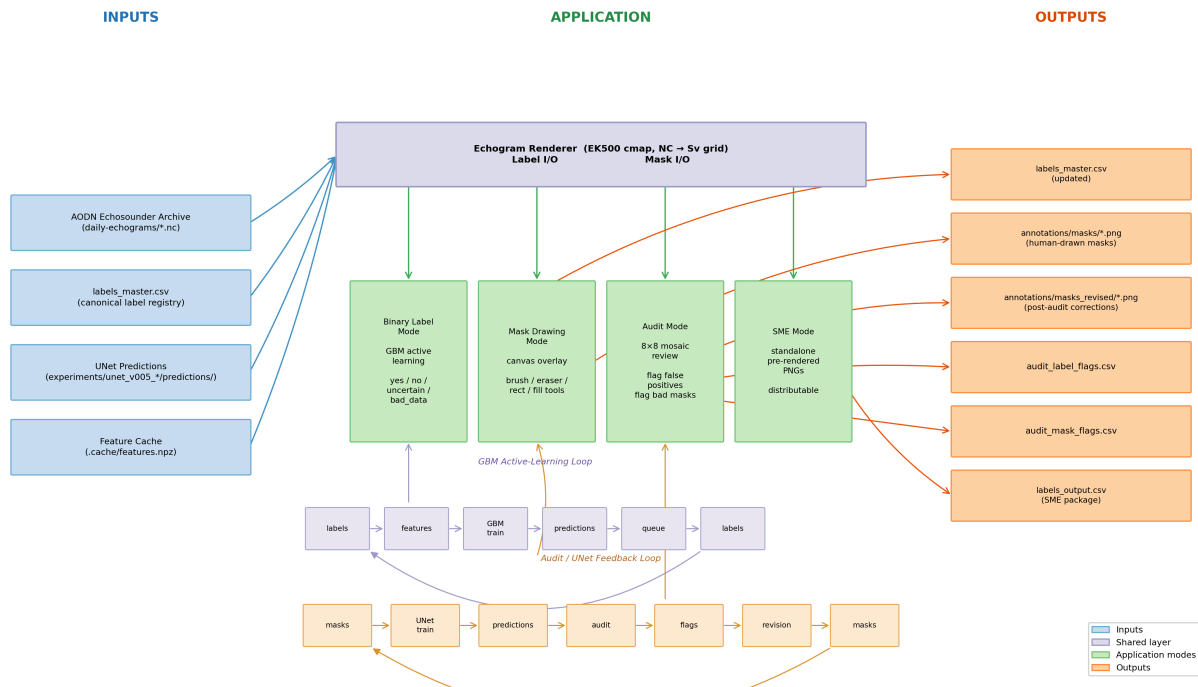 INPUTS
APPLICATION
OUTPUTS
Echogram Renderer (EK500 cmap, NC → Sv grid)
Label I/O Mask I/O
AODN Echosounder Archive
(daily-echograms/*.nc)
labels_master.csv
(canonical label registry)
UNet Predictions
(experiments/unet_v005_*/predictions/)
Feature Cache
(.cache/features.npz)
Binary Label
Mode
GBM active
learning
yes / no /
uncertain /
bad_data
Mask Drawing
Mode
canvas overlay
brush / eraser /
rect / fill tools
Audit Mode
8×8 mosaic
review
flag false
positives
flag bad masks
SME Mode
standalone
pre-rendered
PNGs
distributable
labels_master.csv
(updated)
annotations/masks/*.png
(human-drawn masks)
annotations/masks_revised/*.png
(post-audit corrections)
audit_label_flags.csv
audit_mask_flags.csv
labels_output.csv
(SME package)
GBM Active-Learning Loop
labels
features
GBM
train
predictions
queue
labels
Audit / UNet Feedback Loop
masks
UNet
train
predictions
audit
flags
revision
masks
Inputs
Shared layer
Application modes
Outputs